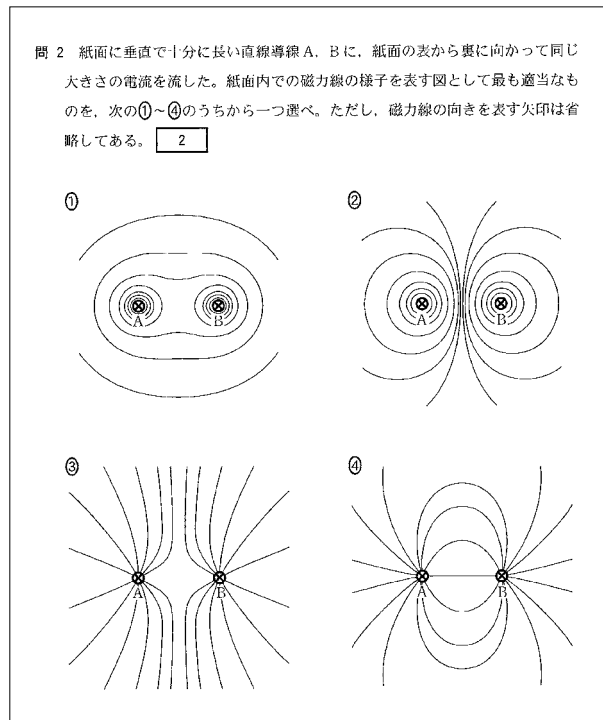 問 2 紙面に垂直で十分に長い直線導線A，Bに，紙面の表から裏に向かって同じ
大きさの電流を流した。紙面内での磁力線の様子を表す図として最も適当なも
のを，次の①～④のうちから一つ選べ。ただし，磁力線の向きを表す矢印は省
略してある。 2
① ②
A B A B
③ ④
A B A B